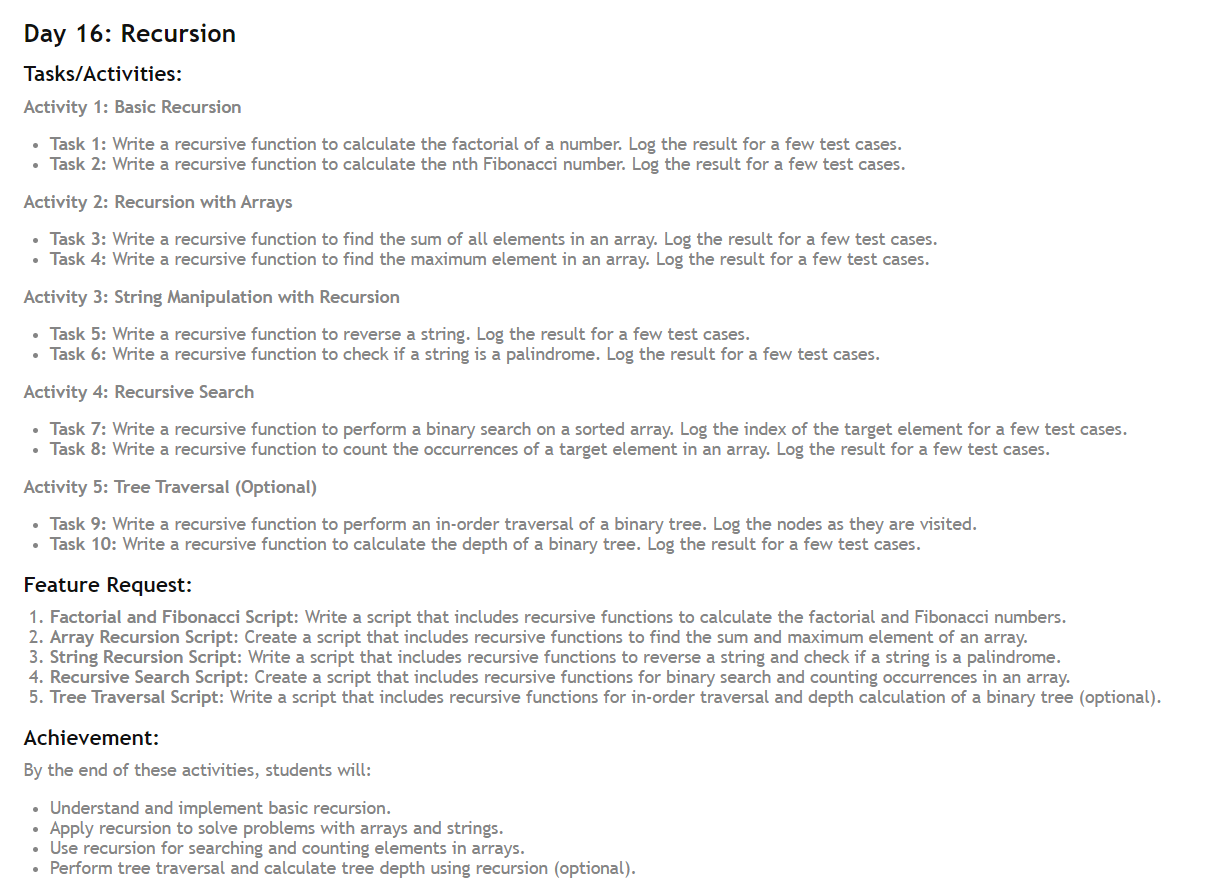 Day 16: Recursion
Tasks/Activities:
Activity 1: Basic Recursion
• Task 1: Write a recursive function to calculate the factorial of a number. Log the result for a few test cases.
• Task 2: Write a recursive function to calculate the nth Fibonacci number. Log the result for a few test cases.
Activity 2: Recursion with Arrays
• Task 3: Write a recursive function to find the sum of all elements in an array. Log the result for a few test cases.
• Task 4: Write a recursive function to find the maximum element in an array. Log the result for a few test cases.
Activity 3: String Manipulation with Recursion
• Task 5: Write a recursive function to reverse a string. Log the result for a few test cases.
• Task 6: Write a recursive function to check if a string is a palindrome. Log the result for a few test cases.
Activity 4: Recursive Search
• Task 7: Write a recursive function to perform a binary search on a sorted array. Log the index of the target element for a few test cases.
• Task 8: Write a recursive function to count the occurrences of a target element in an array. Log the result for a few test cases.
Activity 5: Tree Traversal (Optional)
• Task 9: Write a recursive function to perform an in-order traversal of a binary tree. Log the nodes as they are visited.
• Task 10: Write a recursive function to calculate the depth of a binary tree. Log the result for a few test cases.
Feature Request:
1. Factorial and Fibonacci Script: Write a script that includes recursive functions to calculate the factorial and Fibonacci numbers.
2. Array Recursion Script: Create a script that includes recursive functions to find the sum and maximum element of an array.
3. String Recursion Script: Write a script that includes recursive functions to reverse a string and check if a string is a palindrome.
4. Recursive Search Script: Create a script that includes recursive functions for binary search and counting occurrences in an array.
5. Tree Traversal Script: Write a script that includes recursive functions for in-order traversal and depth calculation of a binary tree (optional).
Achievement:
By the end of these activities, students will:
• Understand and implement basic recursion.
• Apply recursion to solve problems with arrays and strings.
• Use recursion for searching and counting elements in arrays.
• Perform tree traversal and calculate tree depth using recursion (optional).